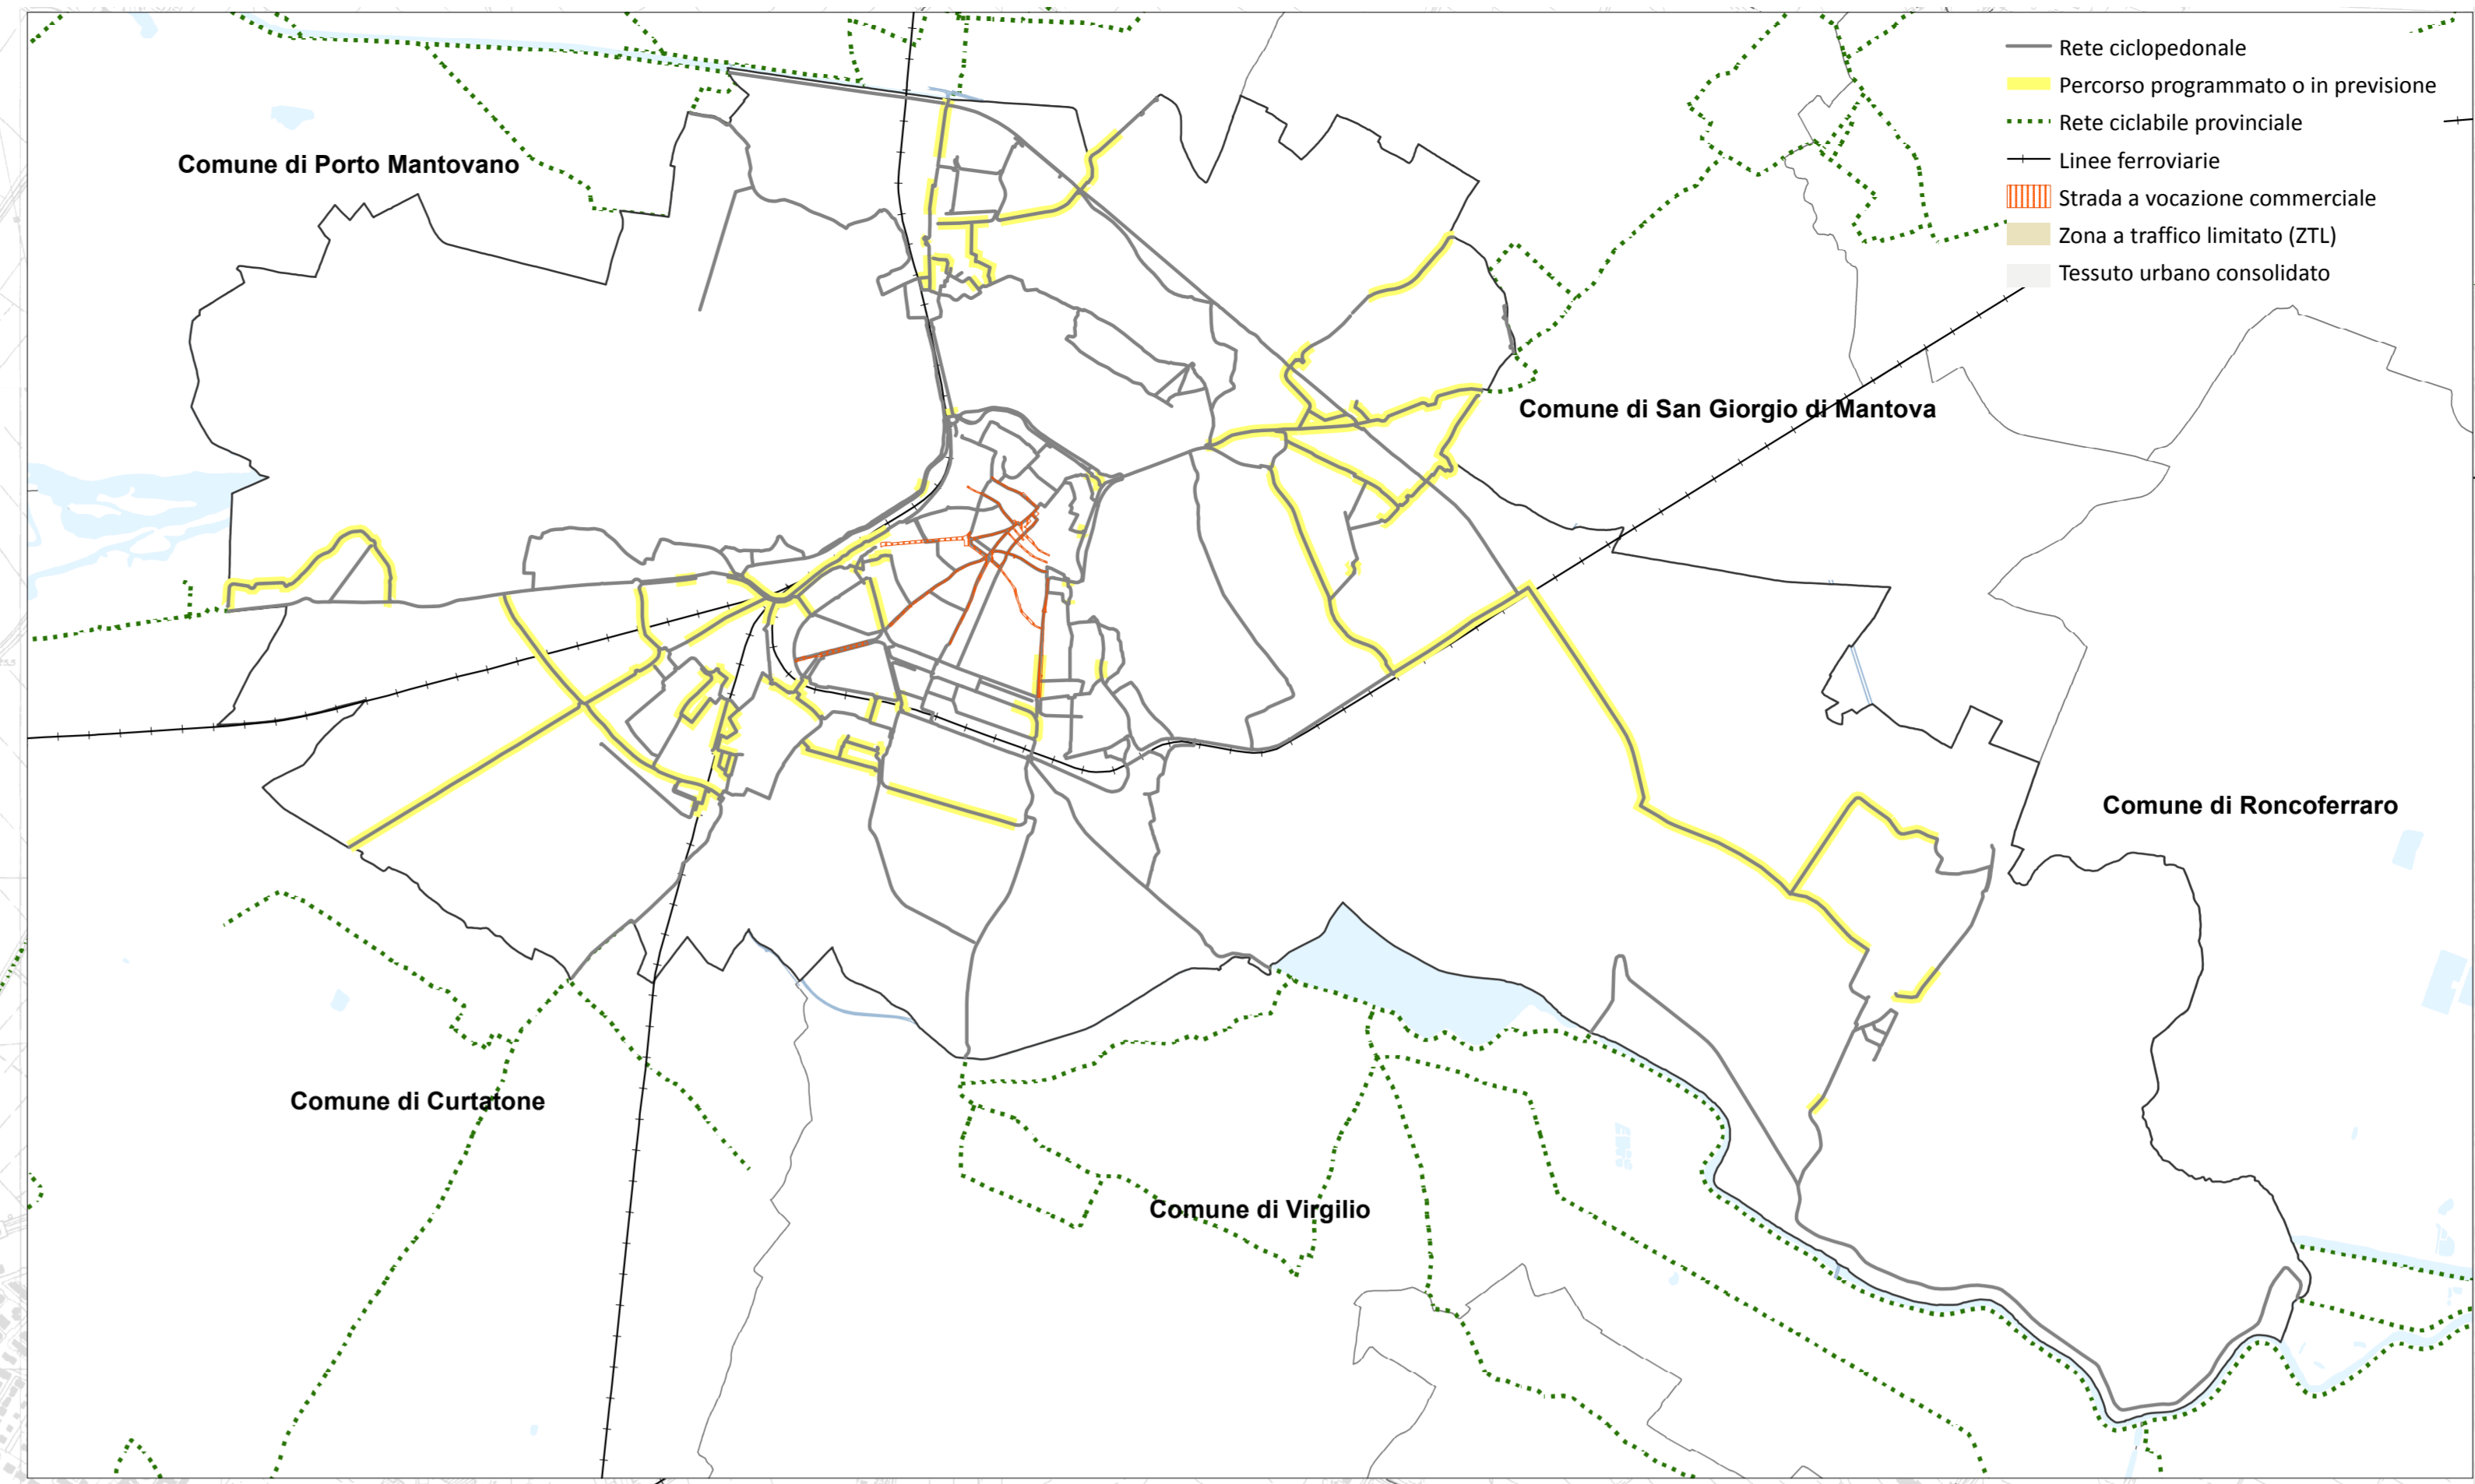 Rete ciclopedonale
Percorso programmato o in previsione
Rete ciclabile provinciale
Linee ferroviarie
Strada a vocazione commerciale
Zona a traffico limitato (ZTL)
Tessuto urbano consolidato
Comune di Porto Mantovano
Comune di San Giorgio di Mantova
Comune di Roncoferraro
Comune di Curtatone
Comune di Virgilio